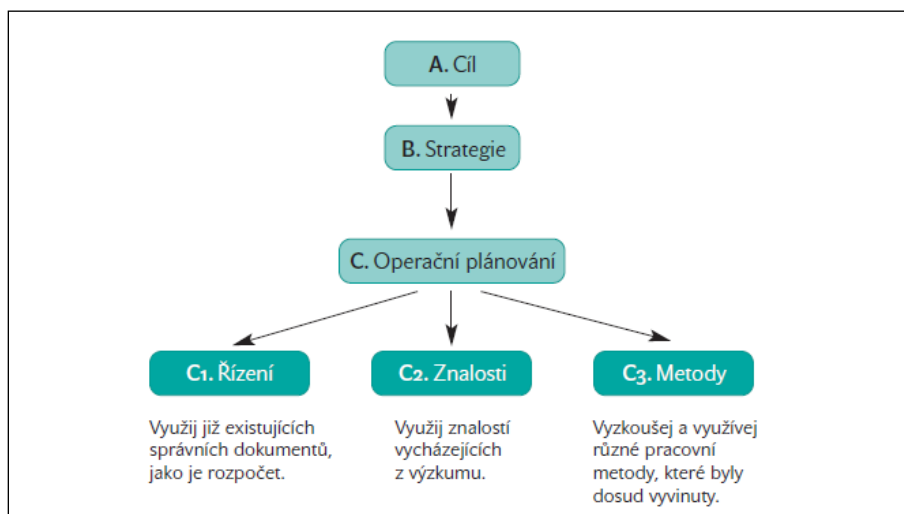 A. Cíl
B. Strategie
C. Operační plánování
C1. Řízení
C2. Znalosti
C3. Metody
Využij již existujících
správních dokumentů,
jako je rozpočet.
Využij znalostí
vycházejících
z výzkumu.
Vyzkoušej a využívej
různé pracovní
metody, které byly
dosud vyvinuty.